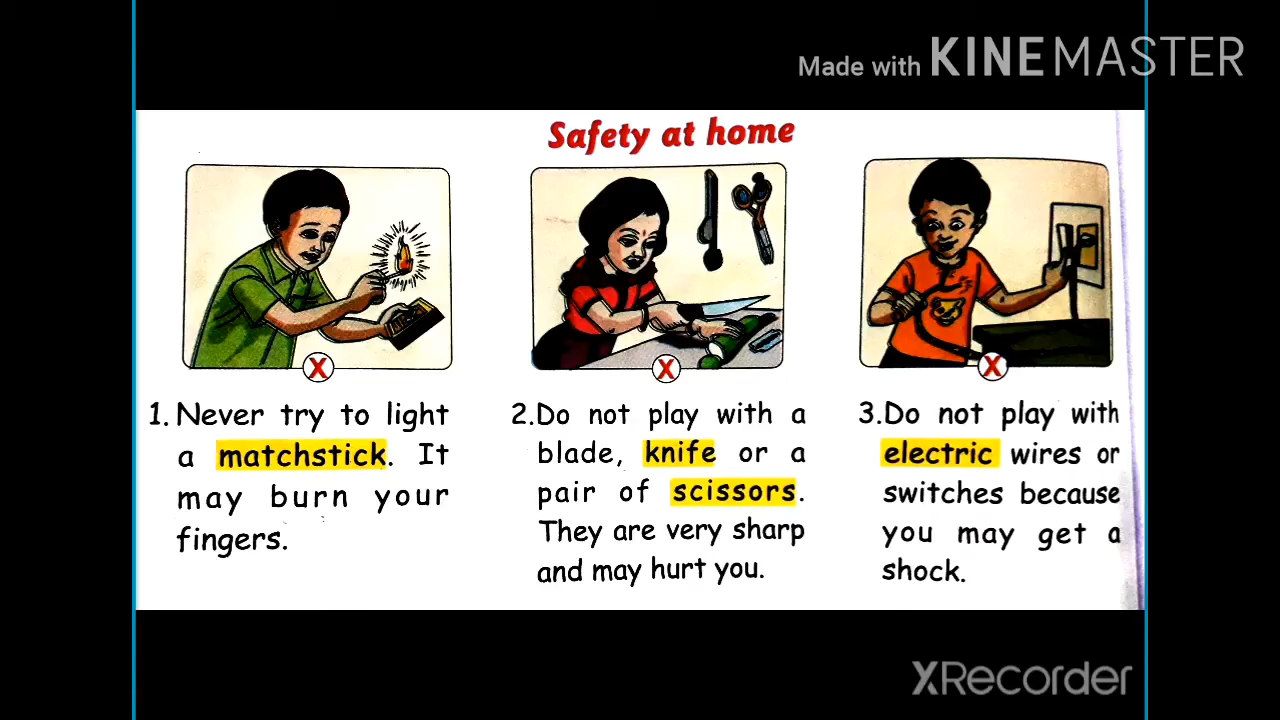 Made with KINEMASTER
Safety at home
X
X
X
1. Never try to light
a matchstick. It
may burn your
fingers.
2.Do not play with a
blade, knife or a
pair of scissors.
They are very sharp
and may hurt you.
3.Do not play with
electric wires or
switches because
you may get a
shock.
XRecorder